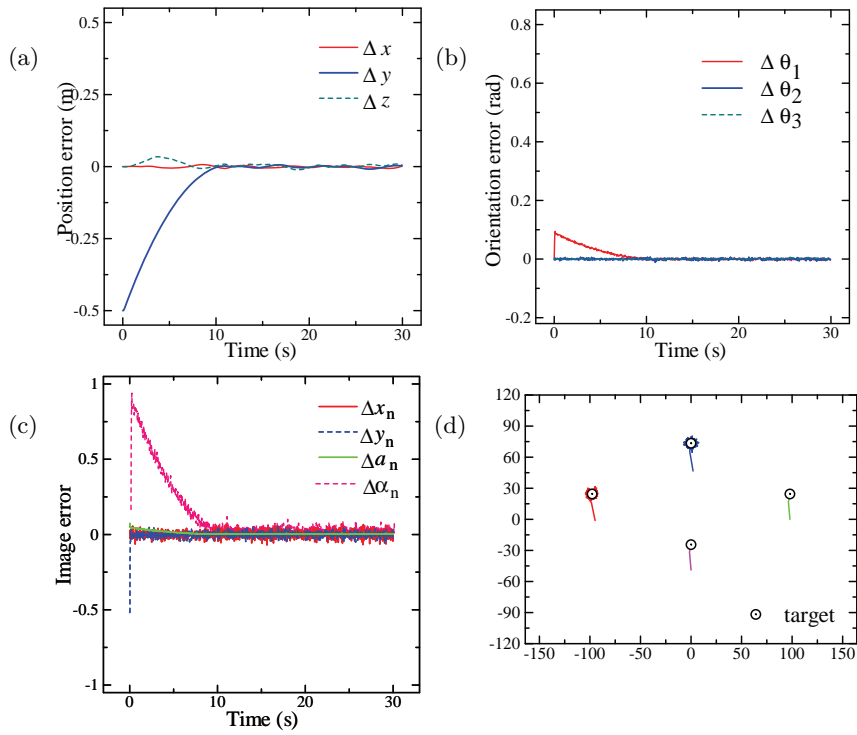 (a)
Position error (m)
0.5
0.25
0
-0.25
-0.5
Δ x
Δ y
Δ z
0
10
20
30
Time (s)
(b)
Orientation error (rad)
0.8
0.6
0.4
0.2
0
-0.2
Δ θ1
Δ θ2
Δ θ3
0
10
20
30
Time (s)
(c)
Image error
1
0.5
0
-0.5
-1
Δxn
Δyn
Δan
Δαn
0
10
20
30
Time (s)
(d)
120
90
60
30
0
-30
-60
-90
-120
target
-150
-100
-50
0
50
100
150